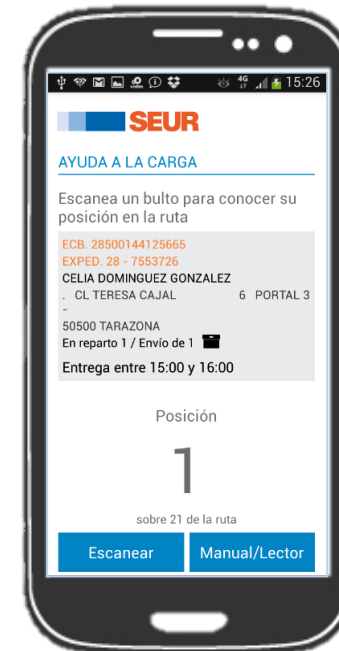 4G
15:26
SEUR
AYUDA A LA CARGA
Escanea un bulto para conocer su
posición en la ruta
ECB. 28500144125665
EXPED. 28 - 7553726
CELIA DOMINGUEZ GONZALEZ
. CL TERESA CAJAL 6 PORTAL 3
-
50500 TARAZONA
En reparto 1 / Envío de 1
Entrega entre 15:00 y 16:00
Posición
1
sobre 21 de la ruta
Escanear Manual/Lector